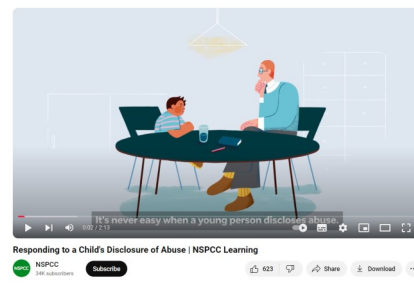 It's never easy when a young person discloses abuse.
0:02 / 2:13
Responding to a Child's Disclosure of Abuse | NSPCC Learning
NSPCC
NSPCC
34K subscribers
Subscribe
623
Share
Download